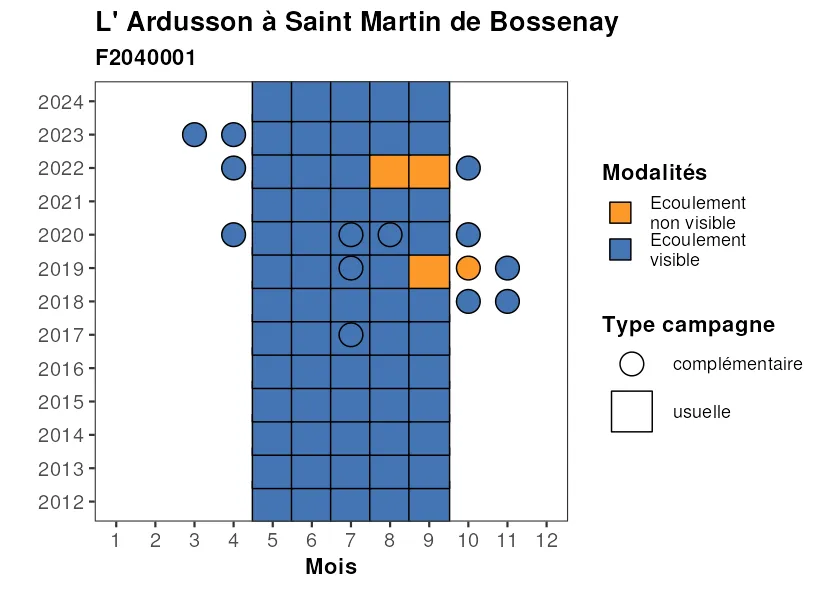 L' Ardusson à Saint Martin de Bossenay
F2040001
2024
2023
2022
2021
2020
2019
2018
2017
2016
2015
2014
2013
2012
1 2 3 4 5 6 7 8 9 10 11 12
Mois
Modalités
Ecoulement
non visible
Ecoulement
visible
Type campagne
complémentaire
usuelle